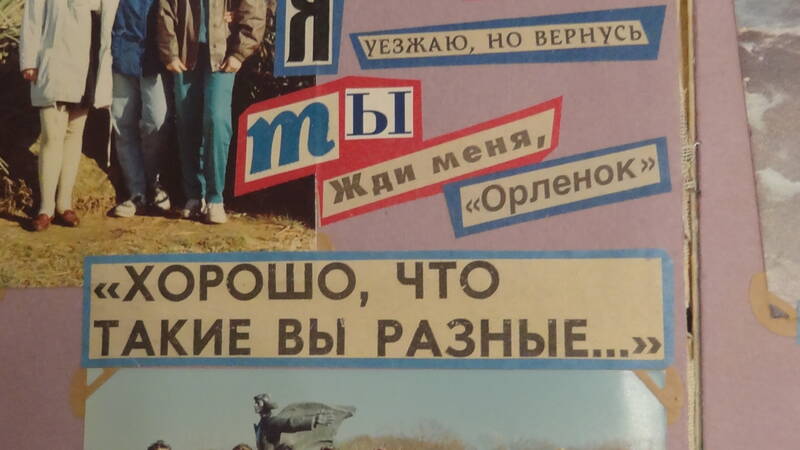 Я
УЕЗЖАЮ, НО ВЕРНУСЬ
ТЫ
Жди меня,
«Орленок»
«ХОРОШО, ЧТО
ТАКИЕ ВЫ РАЗНЫЕ...»